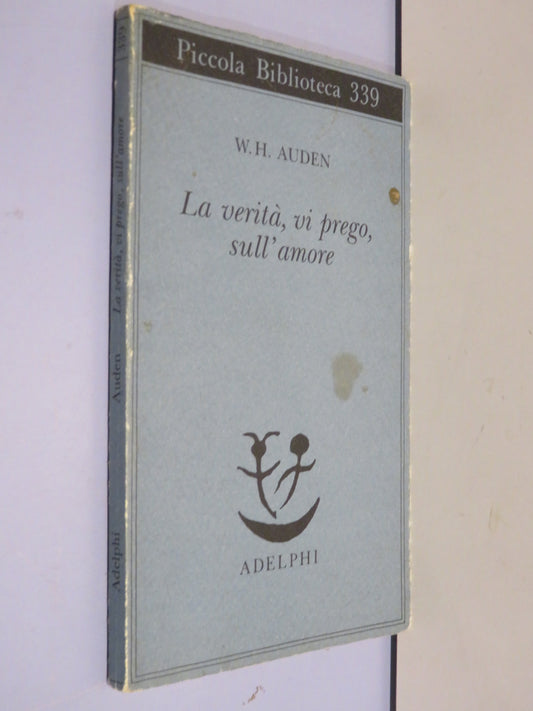 Piccola Biblioteca 339
W. H. AUDEN
La verità, vi prego,
sull'amore
ADELPHI
339
La verità, vi prego, sull'amore
Auden
Adelphi